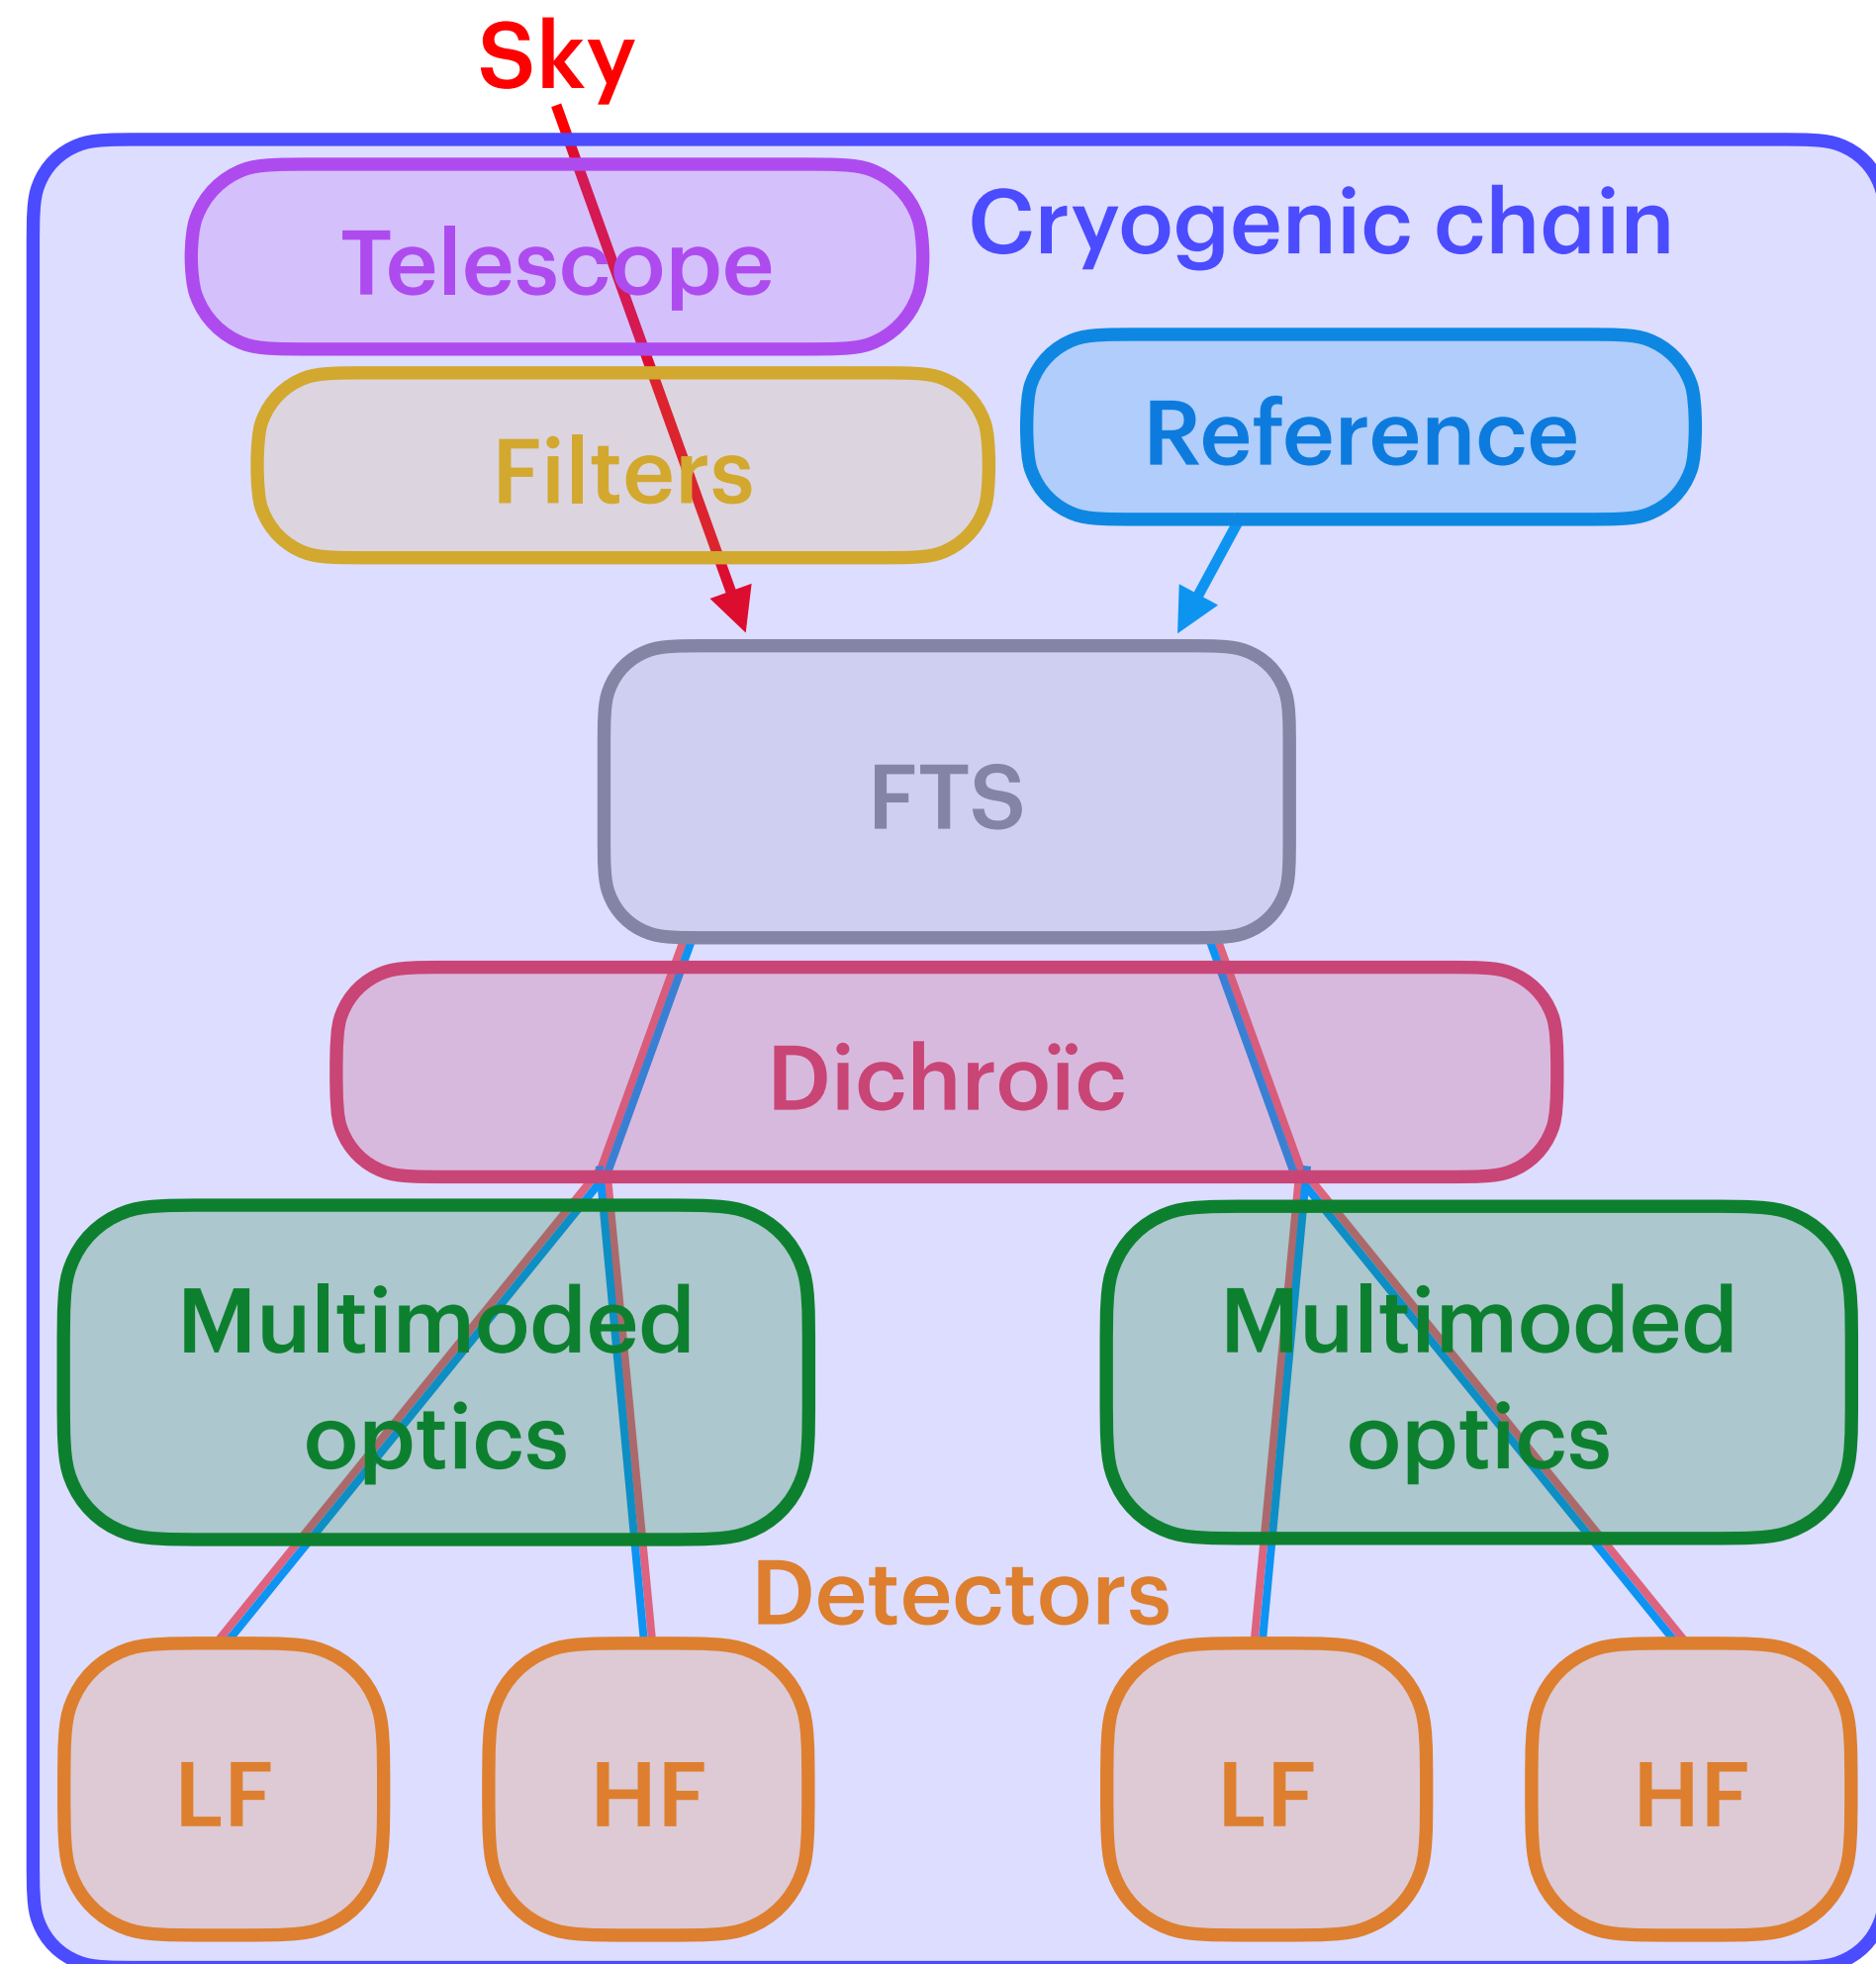 Sky
Cryogenic chain
Telescope
Reference
Filters
FTS
Dichroïc
Multimoded
optics
Multimoded
optics
Detectors
LF
HF
LF
HF